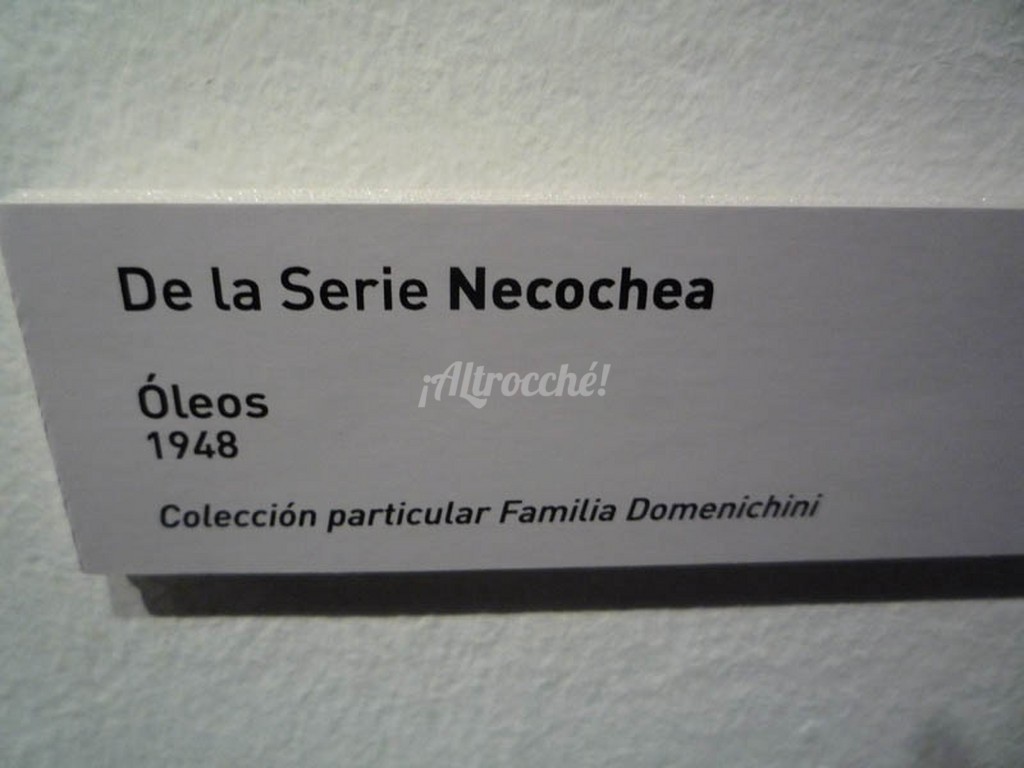 De la Serie Necochea
¡Altrocché!
Óleos
1948
Colección particular Familia Domenichini